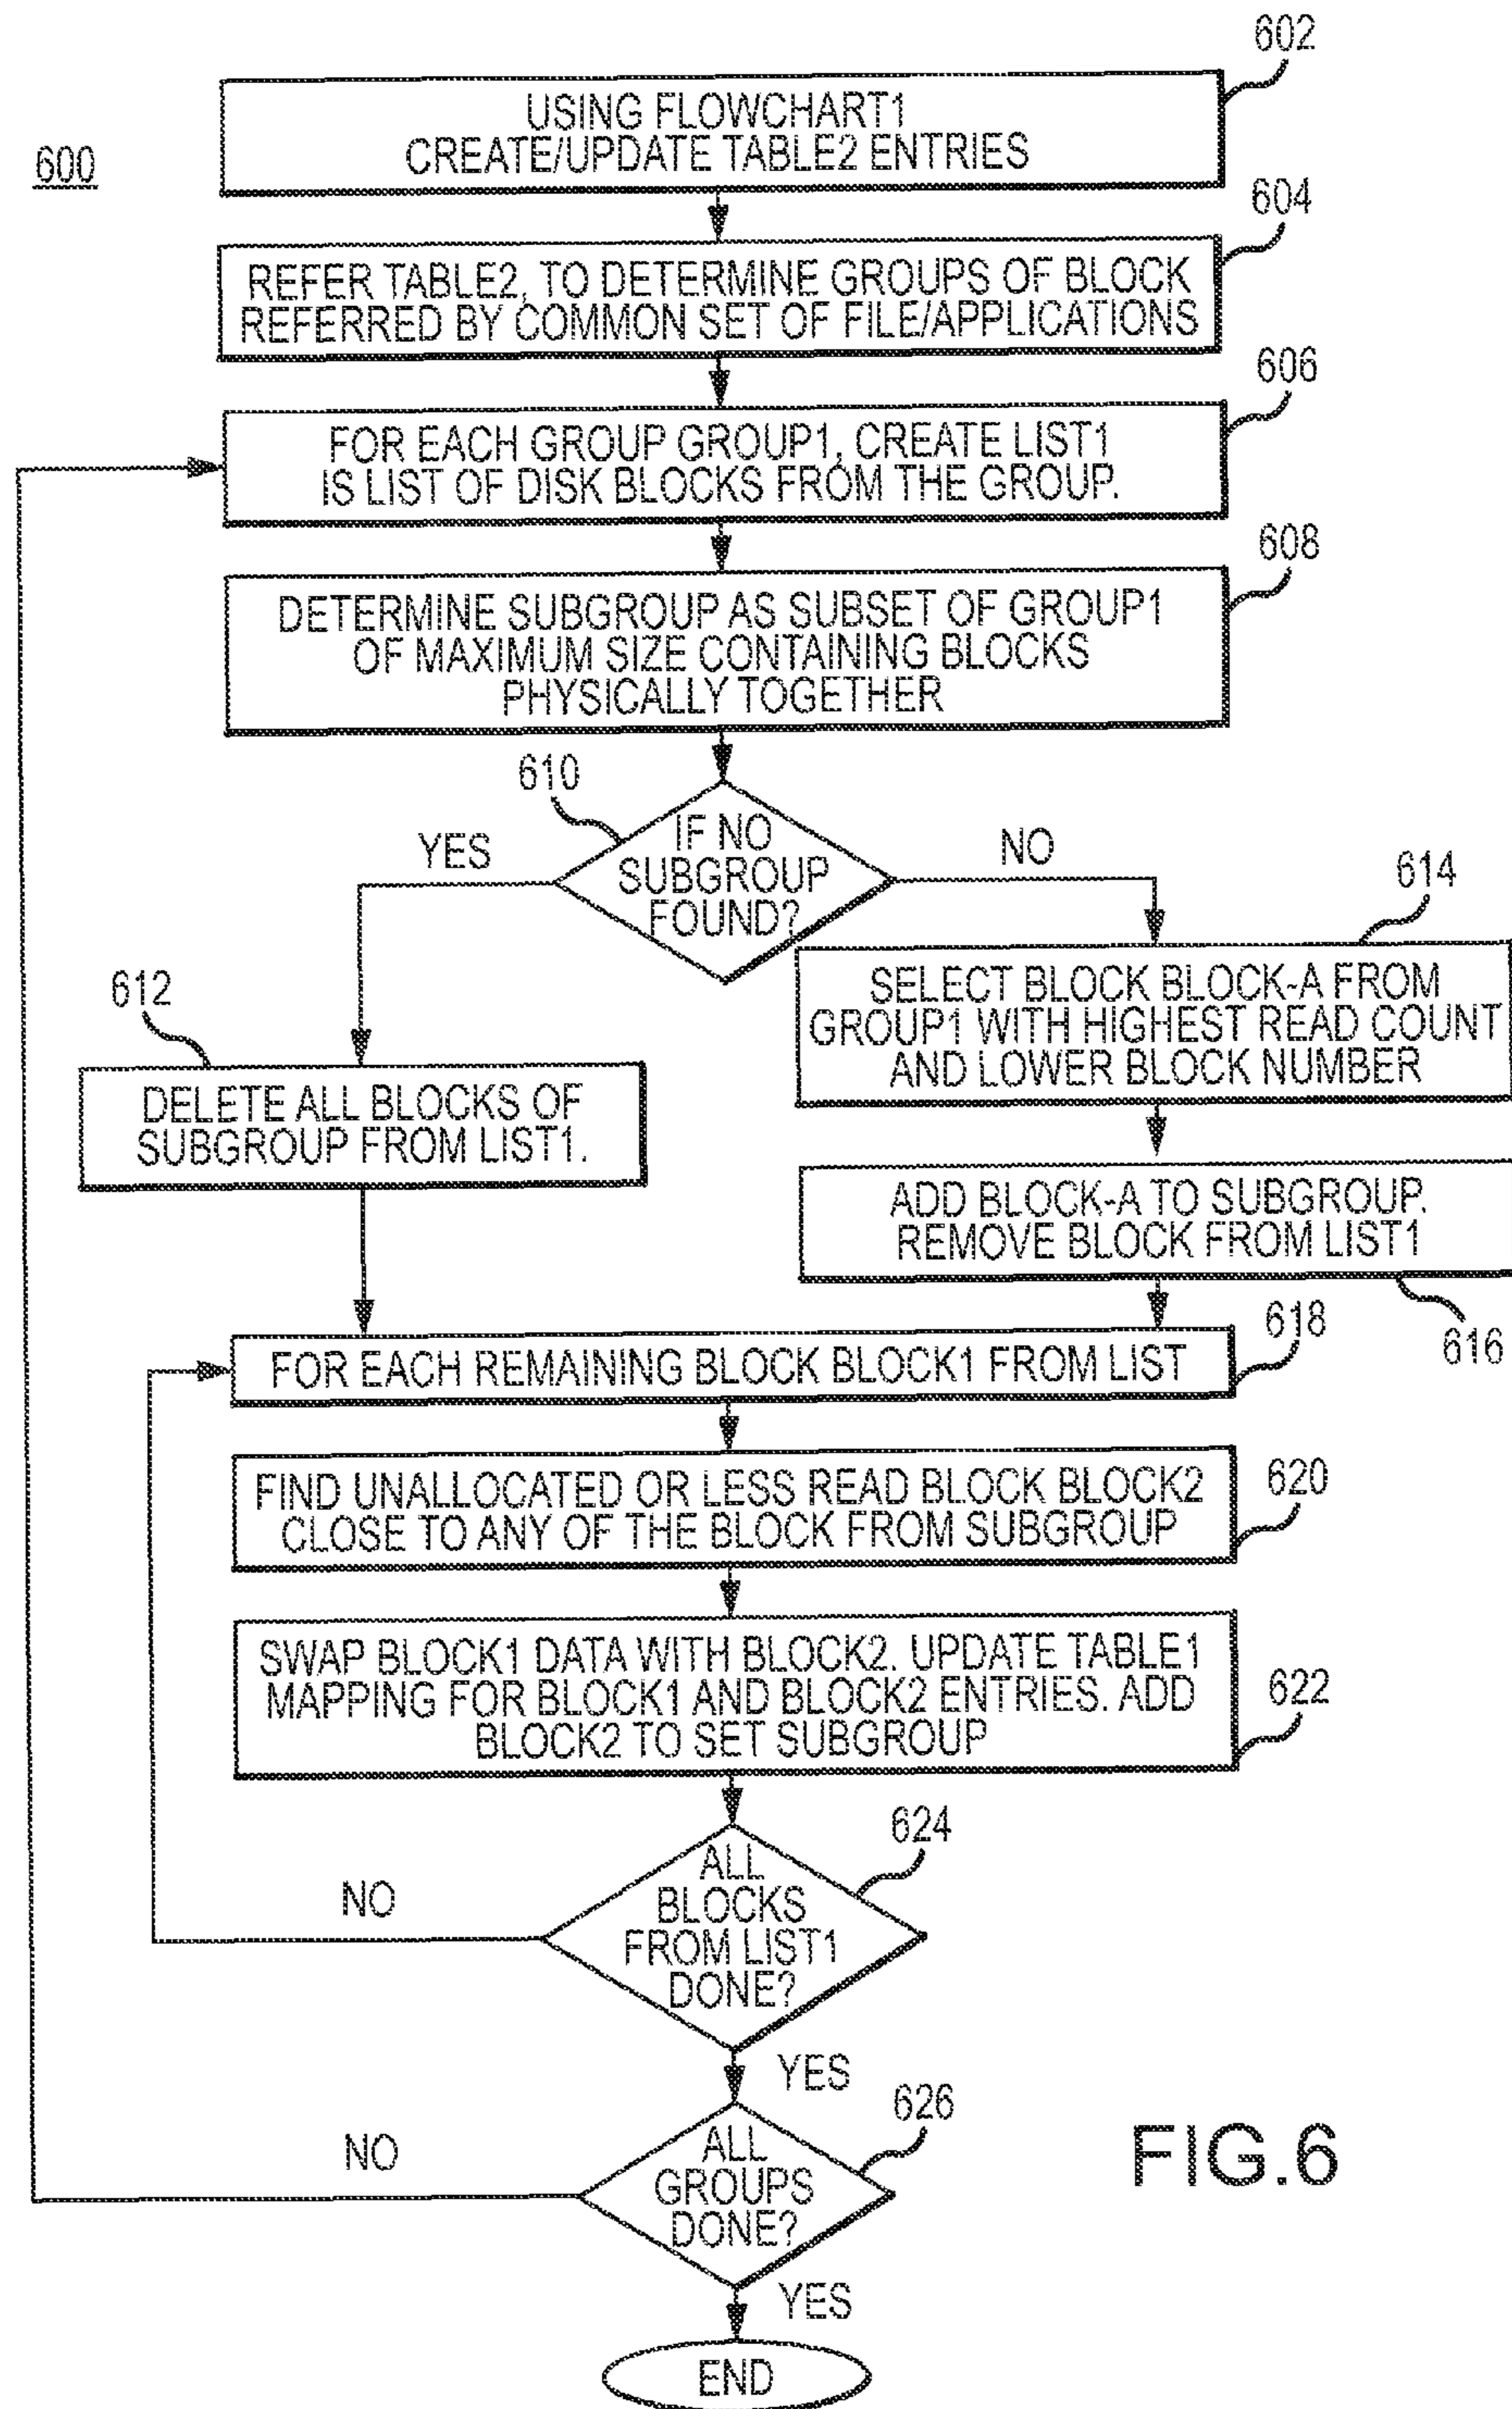 602
USING FLOWCHART1
CREATE/UPDATE TABLE2 ENTRIES
600
604
REFER TABLE2, TO DETERMINE GROUPS OF BLOCK
REFERRED BY COMMON SET OF FILE/APPLICATIONS
606
FOR EACH GROUP GROUP1, CREATE LIST1
IS LIST OF DISK BLOCKS FROM THE GROUP.
608
DETERMINE SUBGROUP AS SUBSET OF GROUP1
OF MAXIMUM SIZE CONTAINING BLOCKS
PHYSICALLY TOGETHER
610
IF NO
SUBGROUP
FOUND?
YES
NO
612
DELETE ALL BLOCKS OF
SUBGROUP FROM LIST1.
614
SELECT BLOCK BLOCK-A FROM
GROUP1 WITH HIGHEST READ COUNT
AND LOWER BLOCK NUMBER
ADD BLOCK-A TO SUBGROUP.
REMOVE BLOCK FROM LIST1
616
618
FOR EACH REMAINING BLOCK BLOCK1 FROM LIST
FIND UNALLOCATED OR LESS READ BLOCK BLOCK2
CLOSE TO ANY OF THE BLOCK FROM SUBGROUP
620
SWAP BLOCK1 DATA WITH BLOCK2. UPDATE TABLE1
MAPPING FOR BLOCK1 AND BLOCK2 ENTRIES. ADD
BLOCK2 TO SET SUBGROUP
622
624
ALL
BLOCKS
FROM LIST1
DONE?
NO
YES
626
ALL
GROUPS
DONE?
NO
YES
END
FIG.6